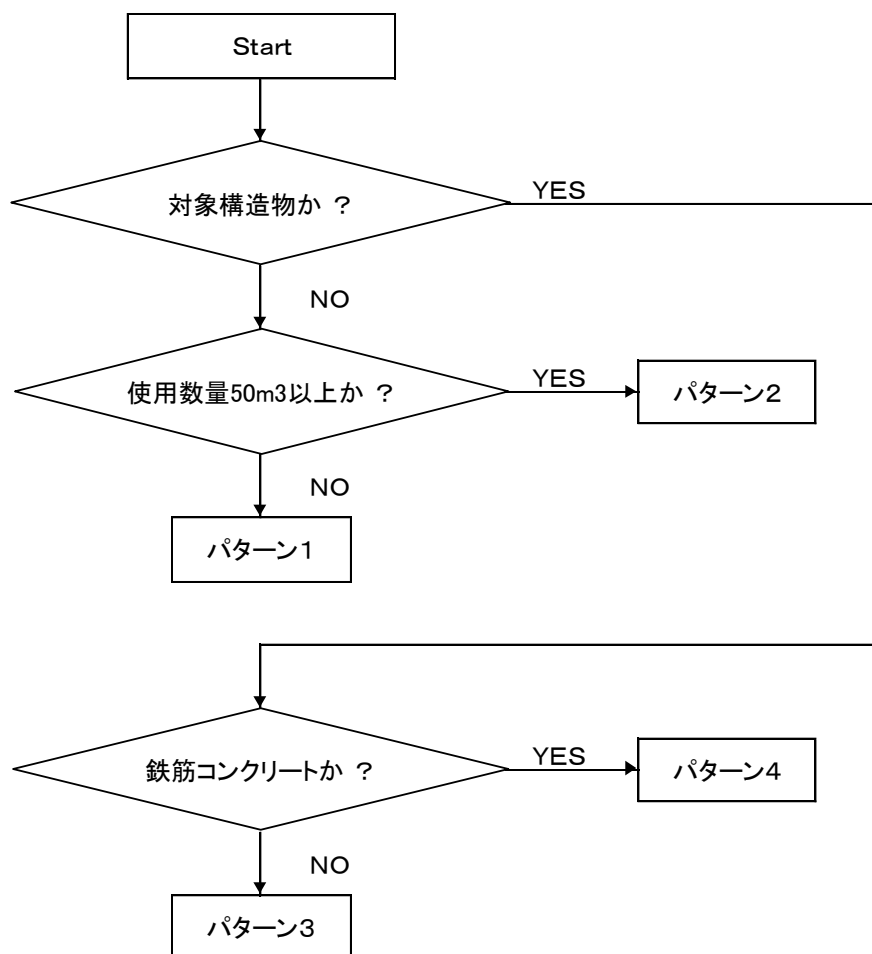 Start
対象構造物か ？
YES
NO
使用数量50m3以上か ？
YES
パターン２
NO
パターン１
鉄筋コンクリートか ？
YES
パターン４
NO
パターン３